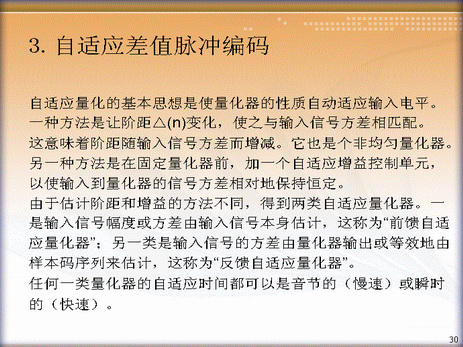 3. 自适应差值脉冲编码
自适应量化的基本思想是使量化器的性质自动适应输入电平。
一种方法是让阶距△(n)变化，使之与输入信号方差相匹配。
这意味着阶距随输入信号方差而增减。它也是个非均匀量化器。
另一种方法是在固定量化器前，加一个自适应增益控制单元，
以使输入到量化器的信号方差相对地保持恒定。
由于估计阶距和增益的方法不同，得到两类自适应量化器。一
是输入信号幅度或方差由输入信号本身估计，这称为“前馈自适
应量化器”；另一类是输入信号的方差由量化器输出或等效地由
样本码序列来估计，这称为“反馈自适应量化器”。
任何一类量化器的自适应时间都可以是音节的（慢速）或瞬时
的（快速）。
30